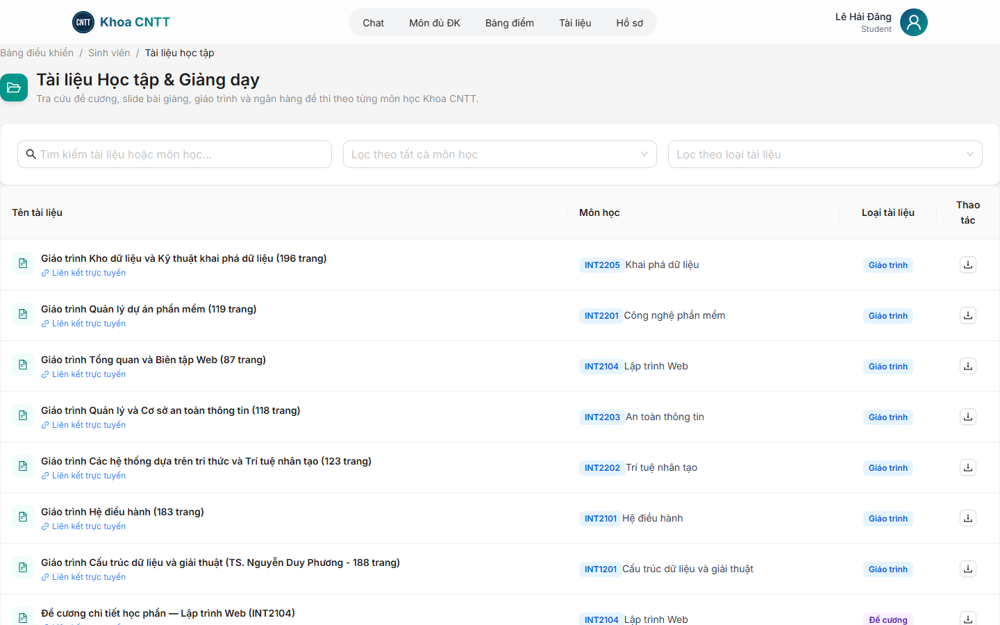 CNTT Khoa CNTT
Chat Môn đủ ĐK Bảng điểm Tài liệu Hồ sơ
Lê Hải Đăng
Student
Bảng điều khiển / Sinh viên / Tài liệu học tập
Tài liệu Học tập & Giảng dạy
Tra cứu đề cương, slide bài giảng, giáo trình và ngân hàng đề thi theo từng môn học Khoa CNTT.
Tìm kiếm tài liệu hoặc môn học...
Lọc theo tất cả môn học
Lọc theo loại tài liệu
Tên tài liệu Môn học Loại tài liệu Thao
tác
Giáo trình Kho dữ liệu và Kỹ thuật khai phá dữ liệu (196 trang)
Liên kết trực tuyến
INT2205 Khai phá dữ liệu Giáo trình
Giáo trình Quản lý dự án phần mềm (119 trang)
Liên kết trực tuyến
INT2201 Công nghệ phần mềm Giáo trình
Giáo trình Tổng quan và Biên tập Web (87 trang)
Liên kết trực tuyến
INT2104 Lập trình Web Giáo trình
Giáo trình Quản lý và Cơ sở an toàn thông tin (118 trang)
Liên kết trực tuyến
INT2203 An toàn thông tin Giáo trình
Giáo trình Các hệ thống dựa trên tri thức và Trí tuệ nhân tạo (123 trang)
Liên kết trực tuyến
INT2202 Trí tuệ nhân tạo Giáo trình
Giáo trình Hệ điều hành (183 trang)
Liên kết trực tuyến
INT2101 Hệ điều hành Giáo trình
Giáo trình Cấu trúc dữ liệu và giải thuật (TS. Nguyễn Duy Phương - 188 trang)
Liên kết trực tuyến
INT1201 Cấu trúc dữ liệu và giải thuật Giáo trình
Đề cương chi tiết học phần — Lập trình Web (INT2104)
INT2104 Lập trình Web Đề cương